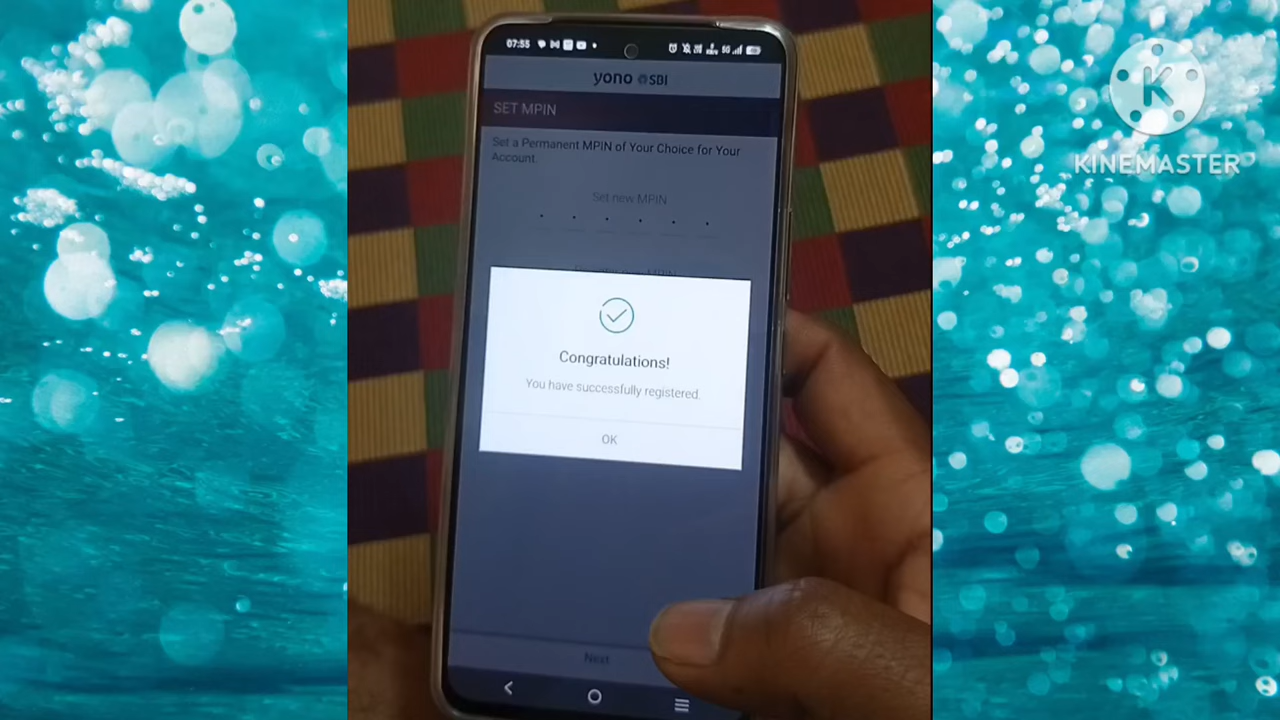 07:55
5G
yono SBI
SET MPIN
Set a Permanent MPIN of Your Choice for Your
Account.
Set new MPIN
Congratulations!
You have successfully registered.
OK
Next
K
KINEMASTER